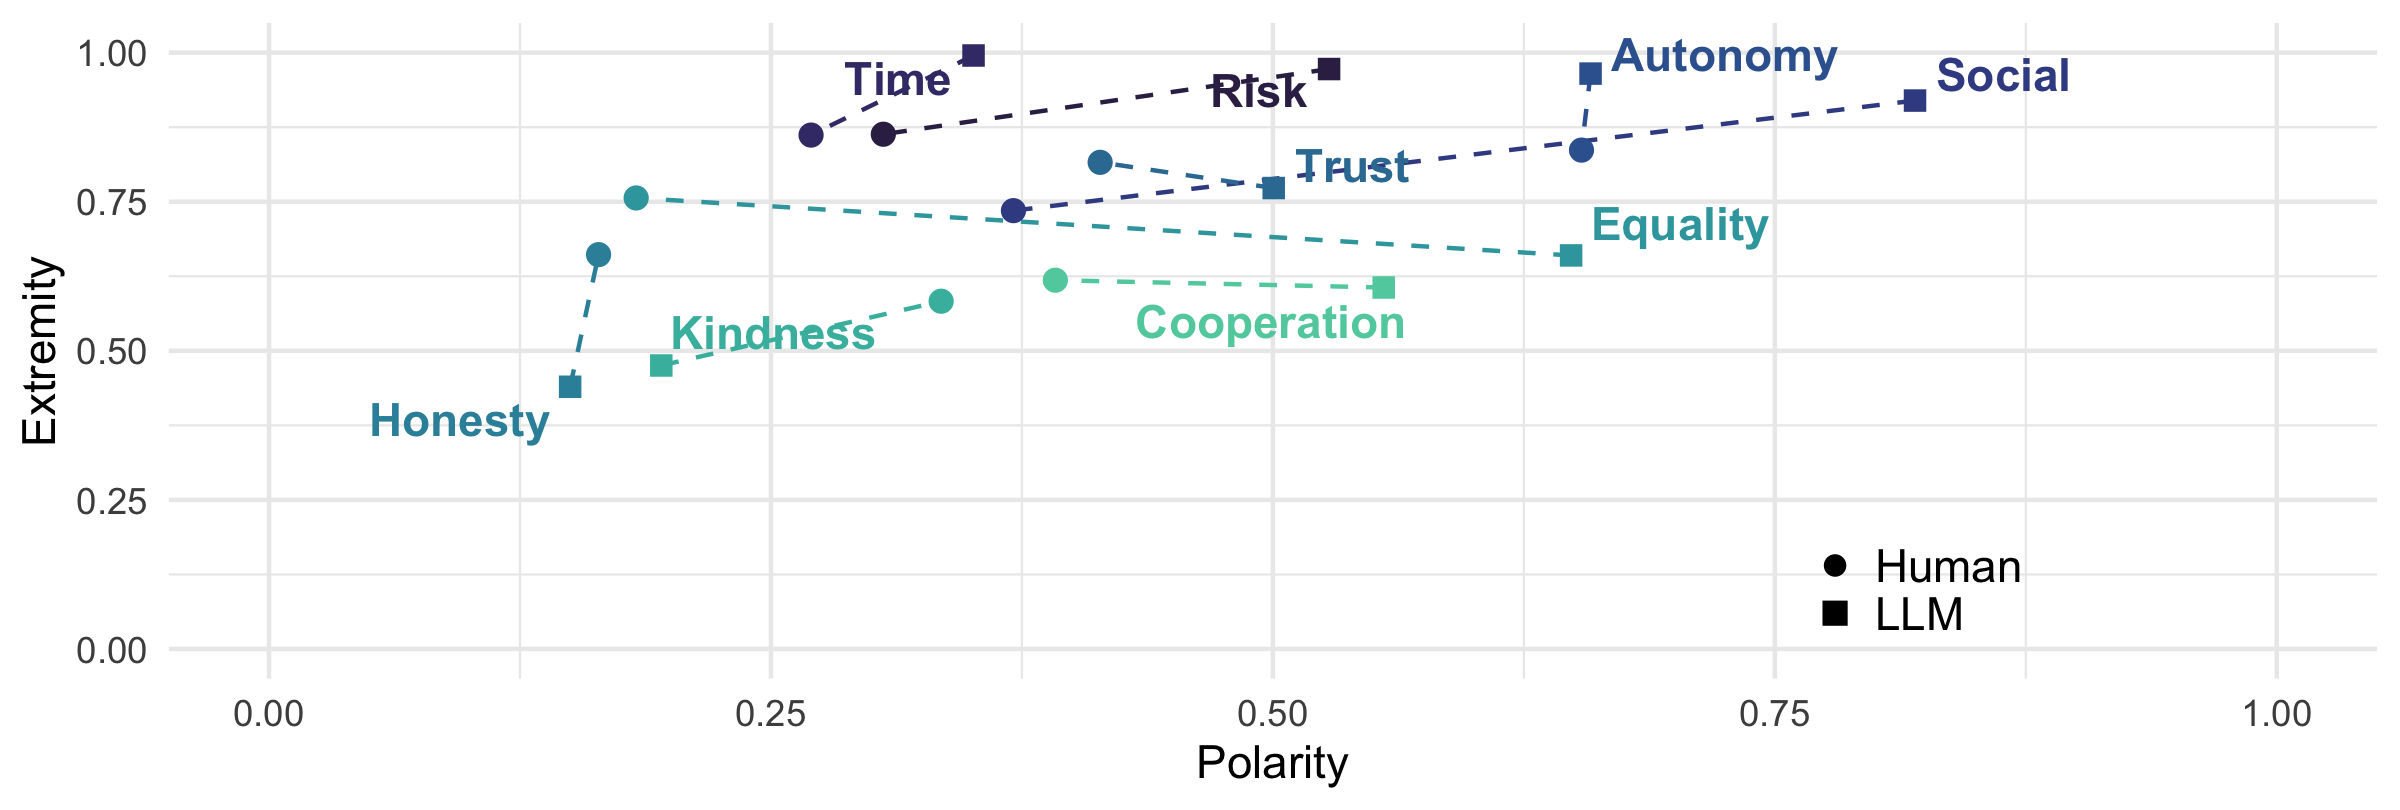 1.00
0.75
0.50
0.25
0.00
Extremity
Time
Risk
Autonomy
Social
Trust
Equality
Kindness
Cooperation
Honesty
Human
LLM
0.00
0.25
0.50
0.75
1.00
Polarity